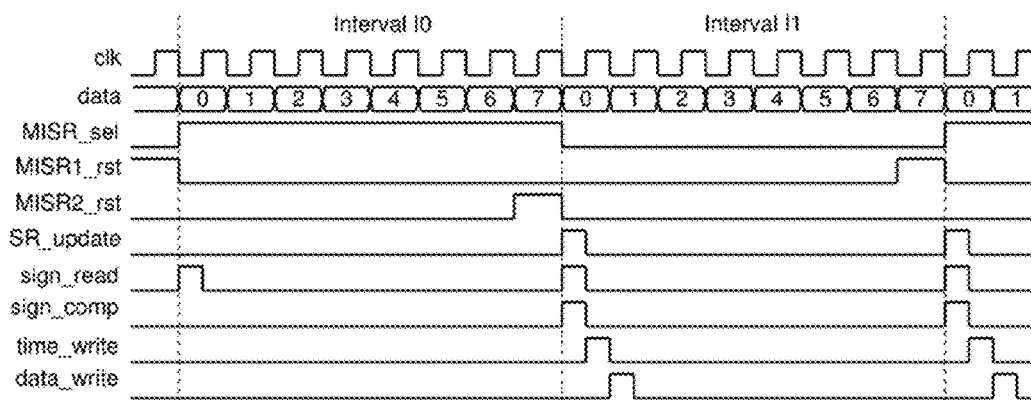 Interval I0 Interval I1
clk
data 0 1 2 3 4 5 6 7 0 1 2 3 4 5 6 7 0 1
MISR_sel
MISR1_rst
MISR2_rst
SR_update
sign_read
sign_comp
time_write
data_write